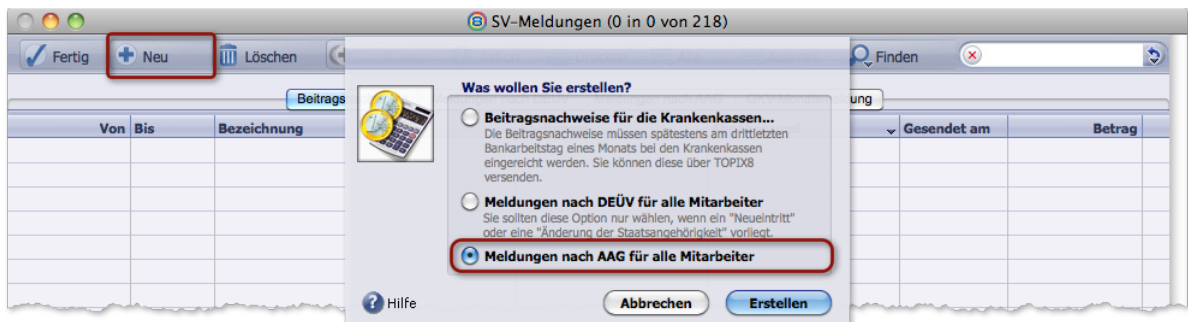 SV-Meldungen (0 in 0 von 218)
Fertig Neu Löschen Finden
Was wollen Sie erstellen?
Beitrags
ung
Von Bis Bezeichnung Gesendet am Betrag
Beitragsnachweise für die Krankenkassen...
Die Beitragsnachweise müssen spätestens am drittletzten
Bankarbeitstag eines Monats bei den Krankenkassen
eingereicht werden. Sie können diese über TOPIX8
versenden.
Meldungen nach DEÜV für alle Mitarbeiter
Sie sollten diese Option nur wählen, wenn ein "Neueintritt"
oder eine "Änderung der Staatsangehörigkeit" vorliegt.
Meldungen nach AAG für alle Mitarbeiter
Hilfe Abbrechen Erstellen